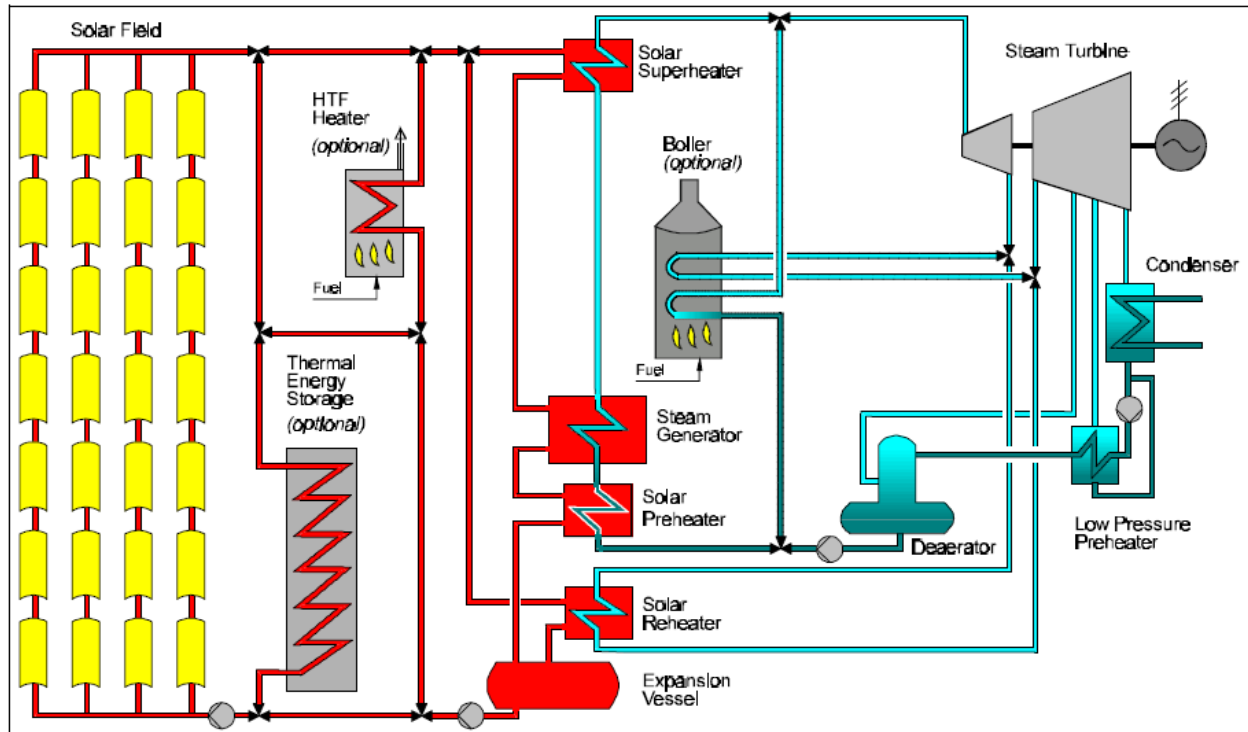 Solar Field
HTF
Heater
(optional)
Fuel
Thermal
Energy
Storage
(optional)
Solar
Superheater
Boiler
(optional)
Fuel
Steam
Generator
Solar
Preheater
Solar
Reheater
Expansion
Vessel
Steam Turbine
Condenser
Low Pressure
Preheater
Deaerator